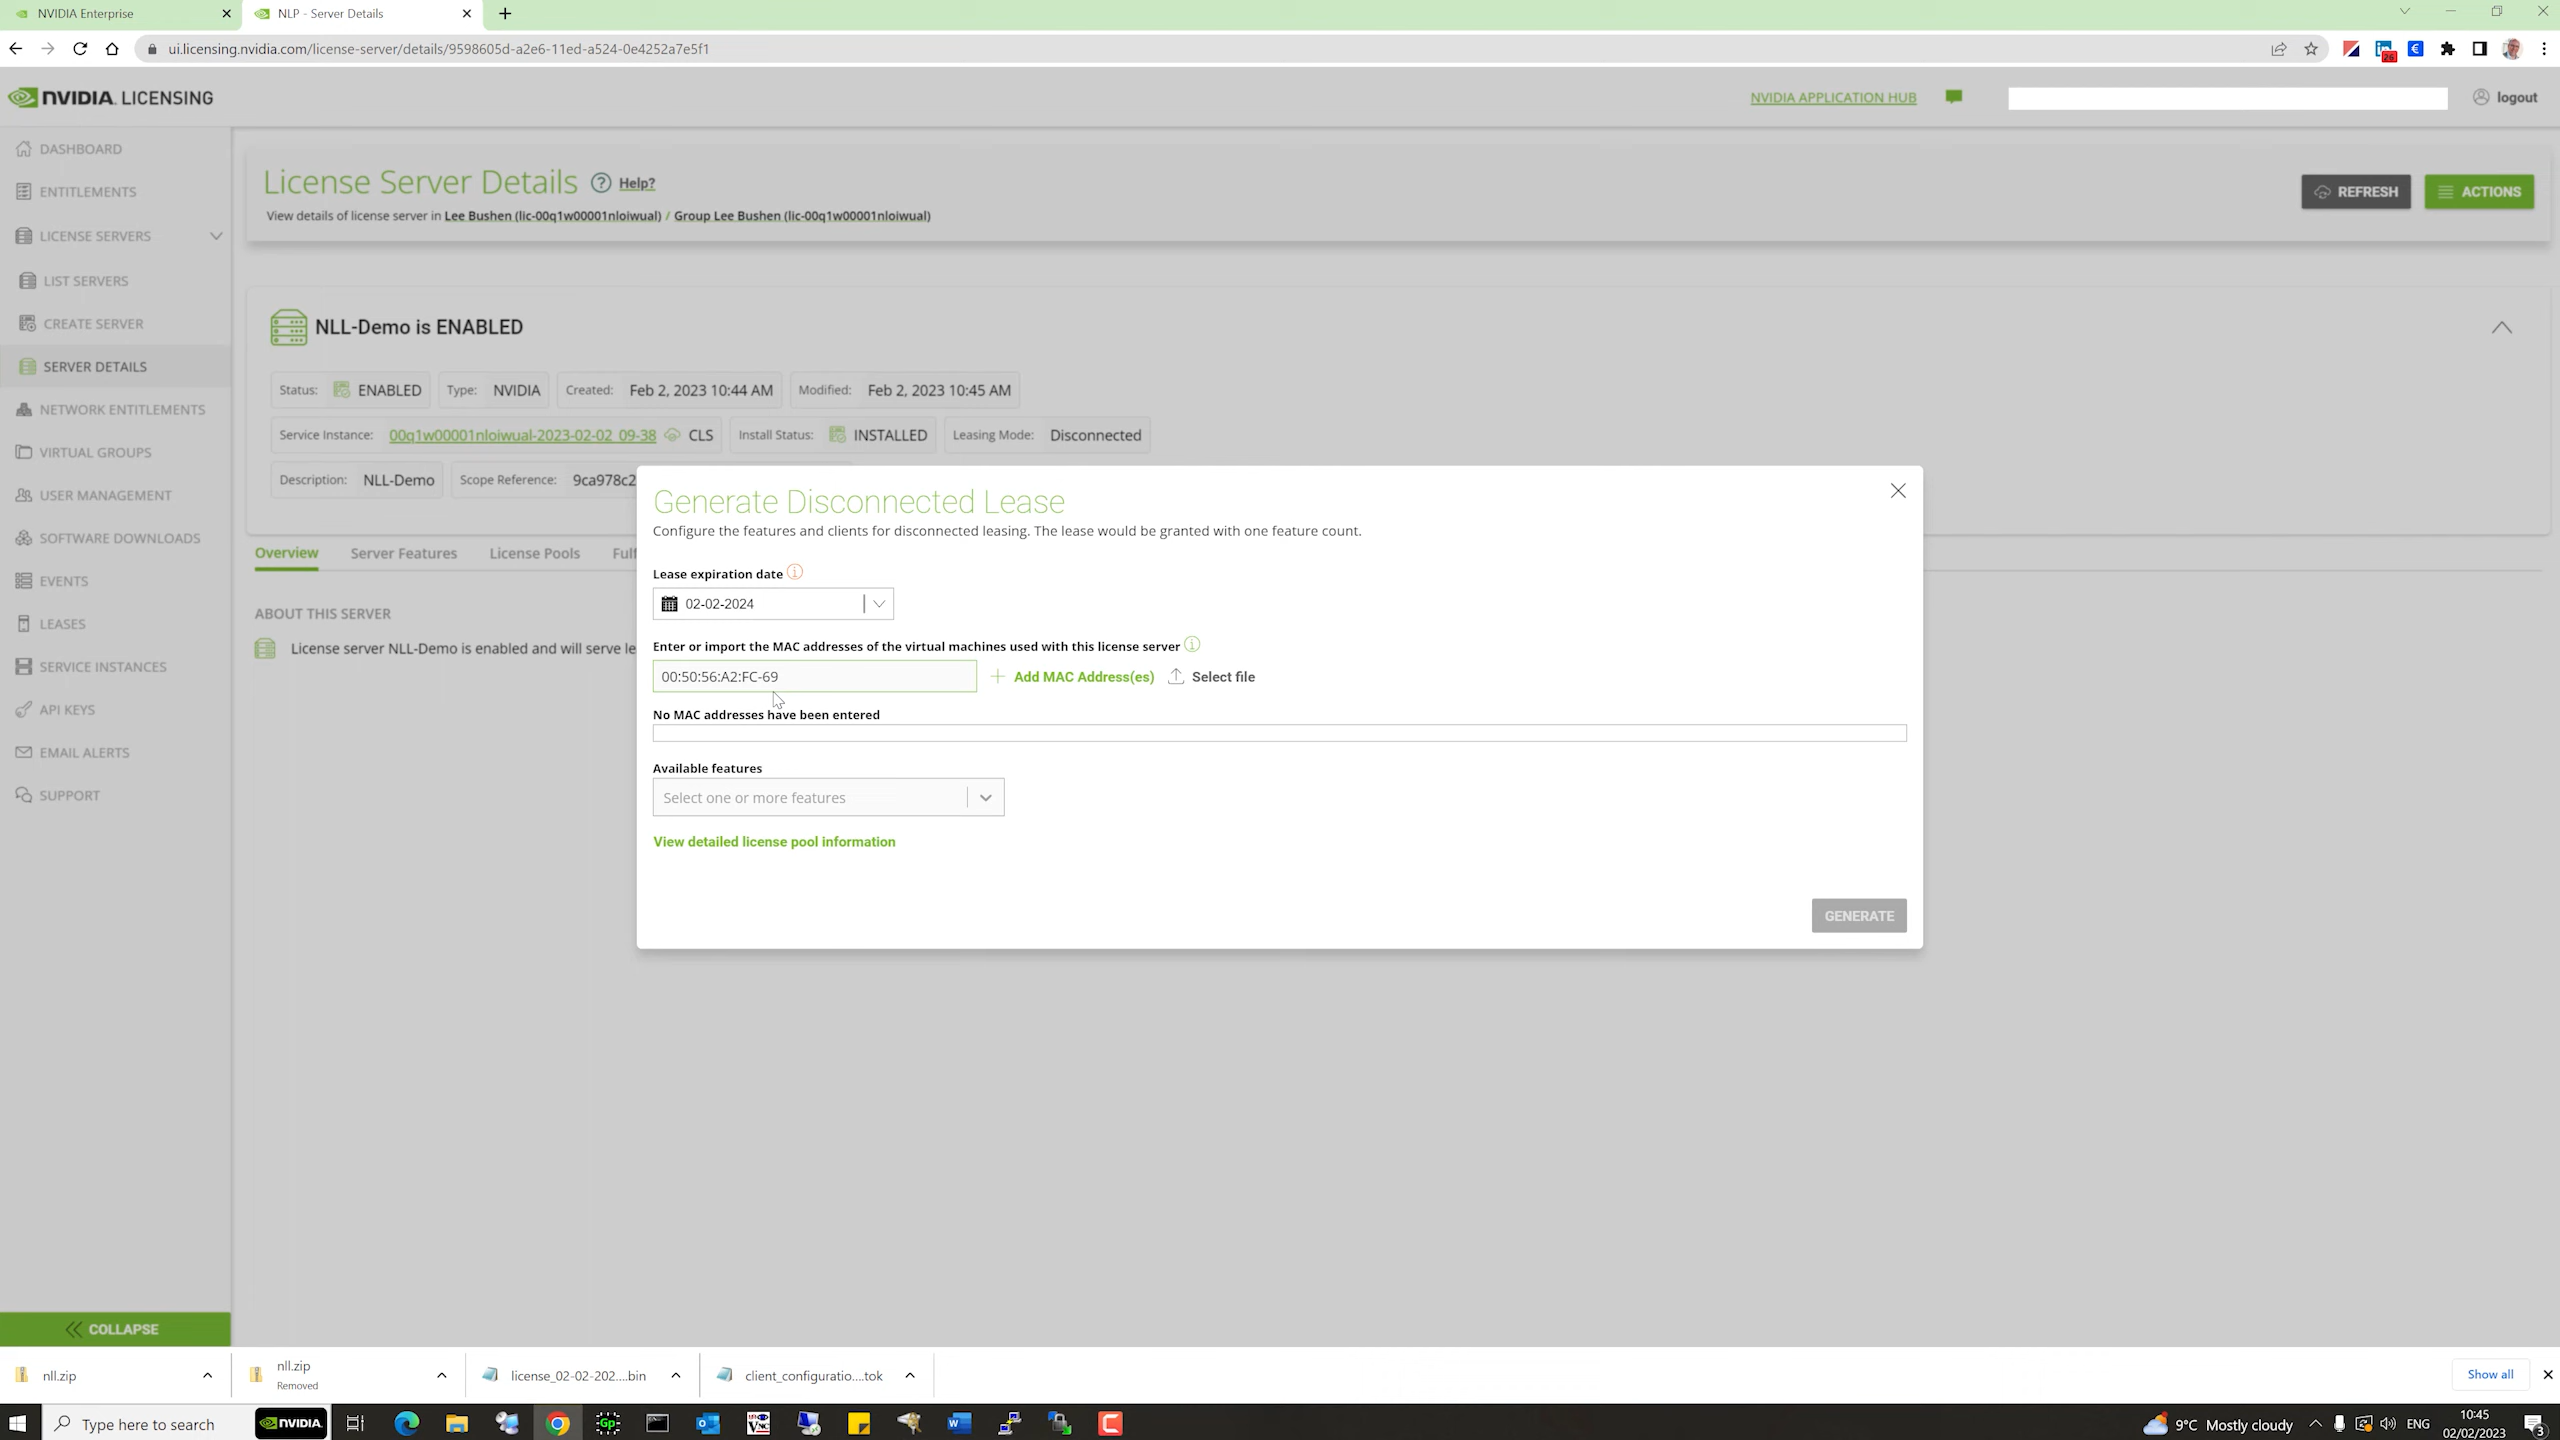 NVIDIA Enterprise
NLP - Server Details
ui.licensing.nvidia.com/license-server/details/9598605d-a2e6-11ed-a524-0e4252a7e5f1
26
NVIDIA. LICENSING
NVIDIA APPLICATION HUB
logout
DASHBOARD
ENTITLEMENTS
LICENSE SERVERS
LIST SERVERS
CREATE SERVER
SERVER DETAILS
NETWORK ENTITLEMENTS
VIRTUAL GROUPS
USER MANAGEMENT
SOFTWARE DOWNLOADS
EVENTS
LEASES
SERVICE INSTANCES
API KEYS
EMAIL ALERTS
SUPPORT
COLLAPSE
License Server Details Help?
View details of license server in Lee Bushen (lic-00q1w00001nloiwual) / Group Lee Bushen (lic-00q1w00001nloiwual)
REFRESH
ACTIONS
NLL-Demo is ENABLED
Status: ENABLED Type: NVIDIA Created: Feb 2, 2023 10:44 AM Modified: Feb 2, 2023 10:45 AM
Service Instance: 00q1w00001nloiwual-2023-02-02_09-38 CLS Install Status: INSTALLED Leasing Mode: Disconnected
Description: NLL-Demo Scope Reference: 9ca978c2
Overview Server Features License Pools Fulf
ABOUT THIS SERVER
License server NLL-Demo is enabled and will serve le
Generate Disconnected Lease
Configure the features and clients for disconnected leasing. The lease would be granted with one feature count.
Lease expiration date
02-02-2024
Enter or import the MAC addresses of the virtual machines used with this license server
00:50:56:A2:FC-69
Add MAC Address(es)
Select file
No MAC addresses have been entered
Available features
Select one or more features
View detailed license pool information
GENERATE
nll.zip
nll.zip
Removed
license_02-02-202....bin
client_configuratio....tok
Show all
Type here to search
NVIDIA.
Gp
9°C Mostly cloudy
ENG
10:45
02/02/2023
3